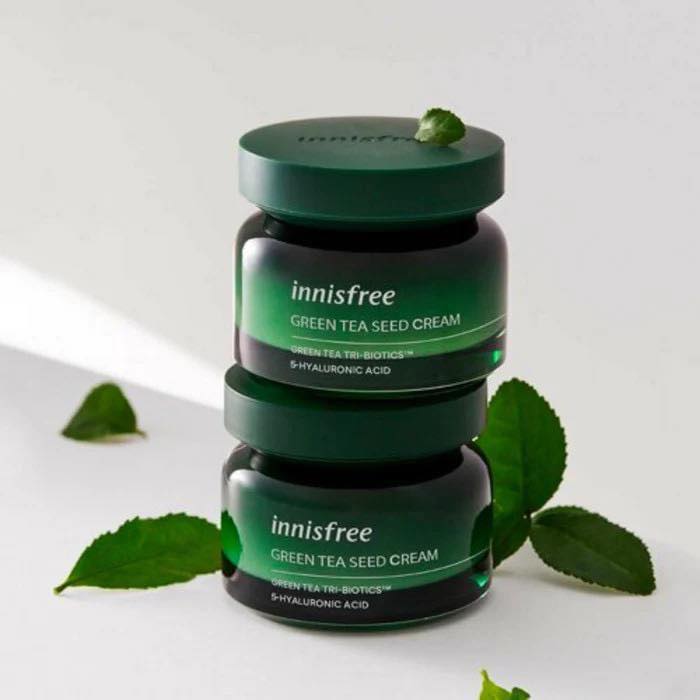 innisfree
innisfree
GREEN TEA SEED CREAM
GREEN TEA TRI-BIOTICS™
5-HYALURONIC ACID
innisfree
GREEN TEA SEED CREAM
GREEN TEA TRI-BIOTICS™
5-HYALURONIC ACID